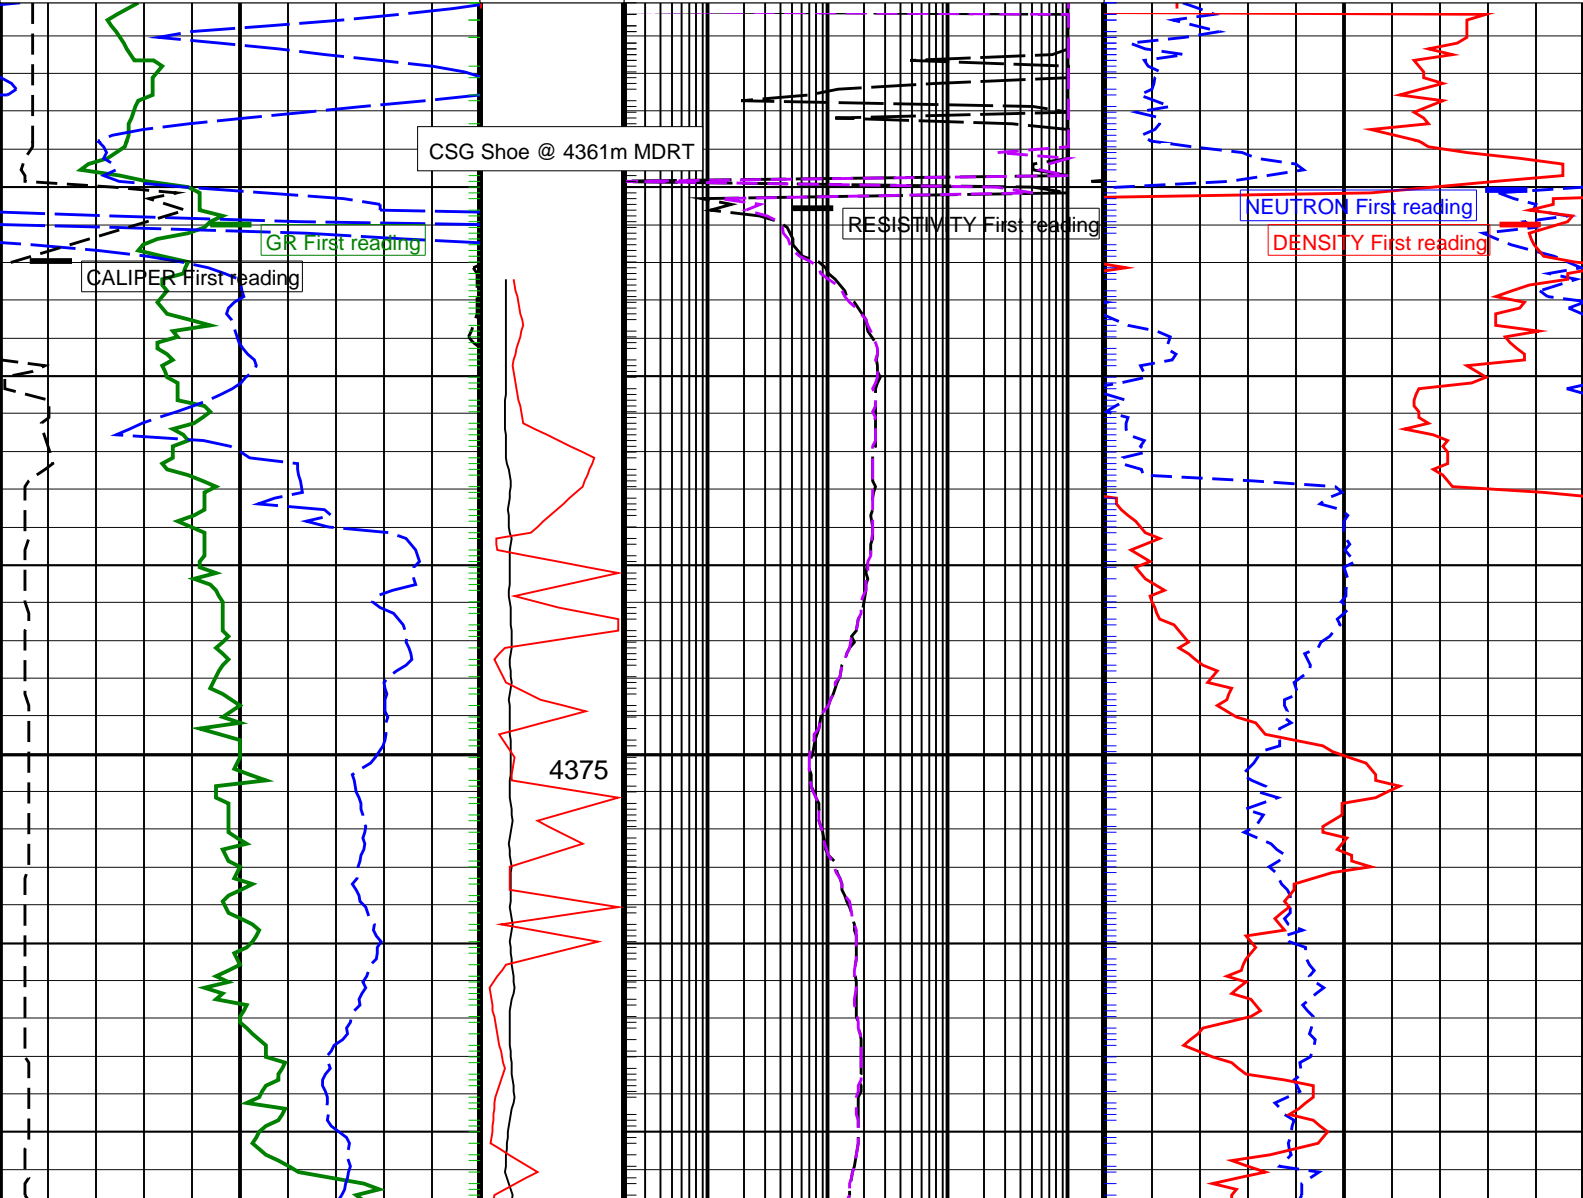 CSG Shoe @ 4361m MDRT
NEUTRON First reading
RESISTIVITY First reading
GR First reading
DENSITY First reading
CALIPER First reading
4375